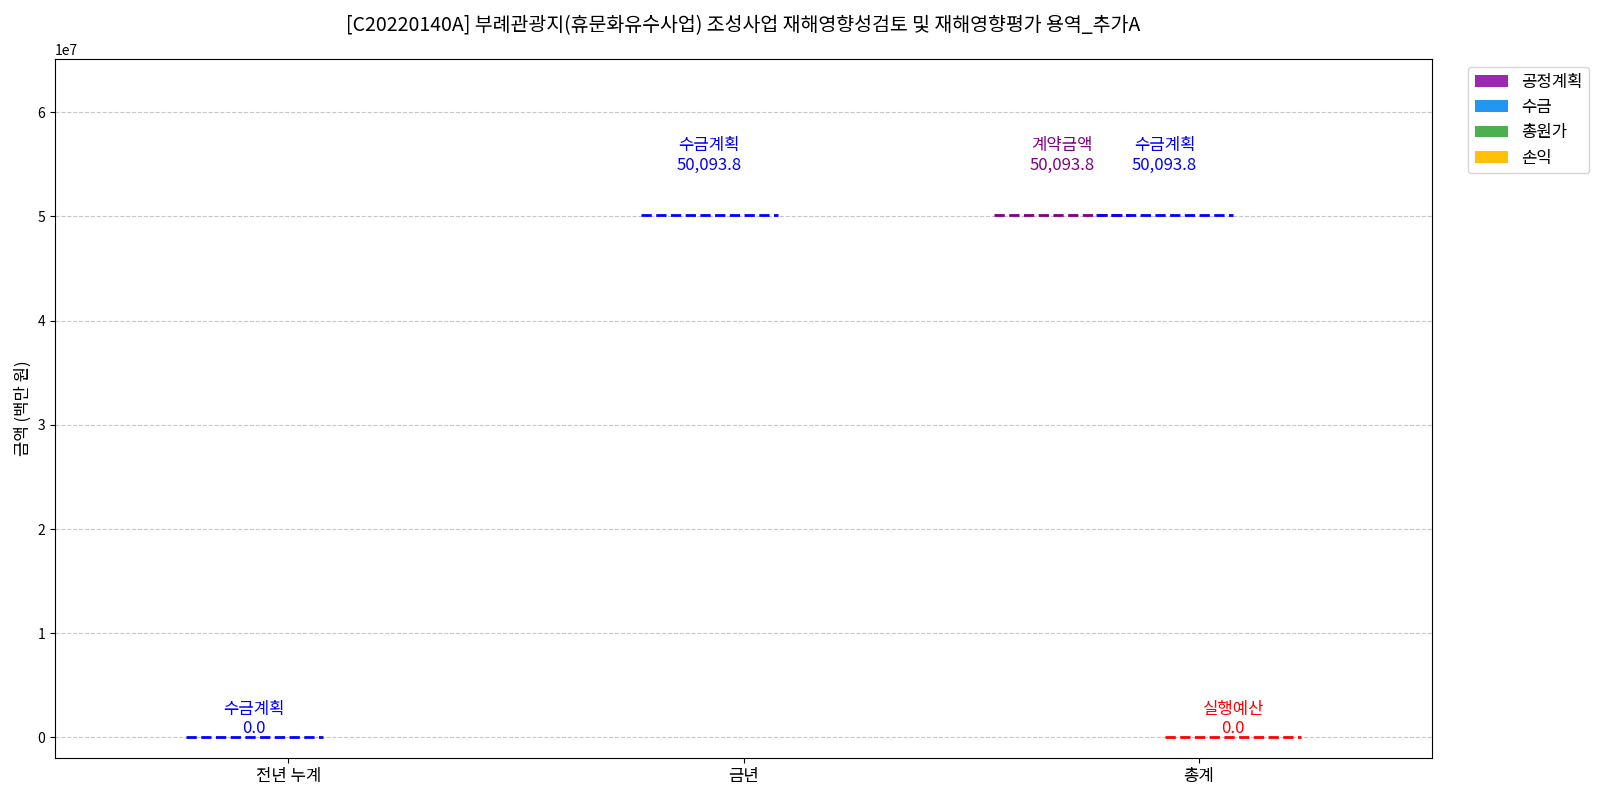 [C20220140A] 부례관광지(휴문화유수사업) 조성사업 재해영향성검토 및 재해영향평가 용역_추가A
1e7
공정계획
수금
총원가
손익
6
수금계획
50,093.8
계약금액
50,093.8
수금계획
50,093.8
5
4
금액 (백만 원)
3
2
1
수금계획
0.0
실행예산
0.0
0
전년 누계
금년
총계